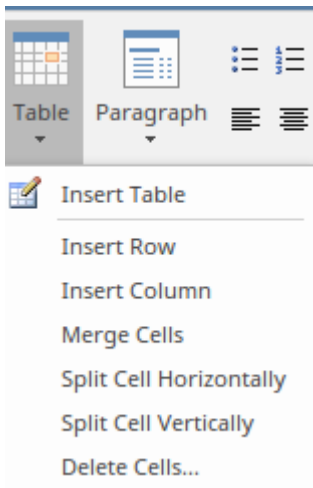 Table Paragraph
Insert Table
Insert Row
Insert Column
Merge Cells
Split Cell Horizontally
Split Cell Vertically
Delete Cells...